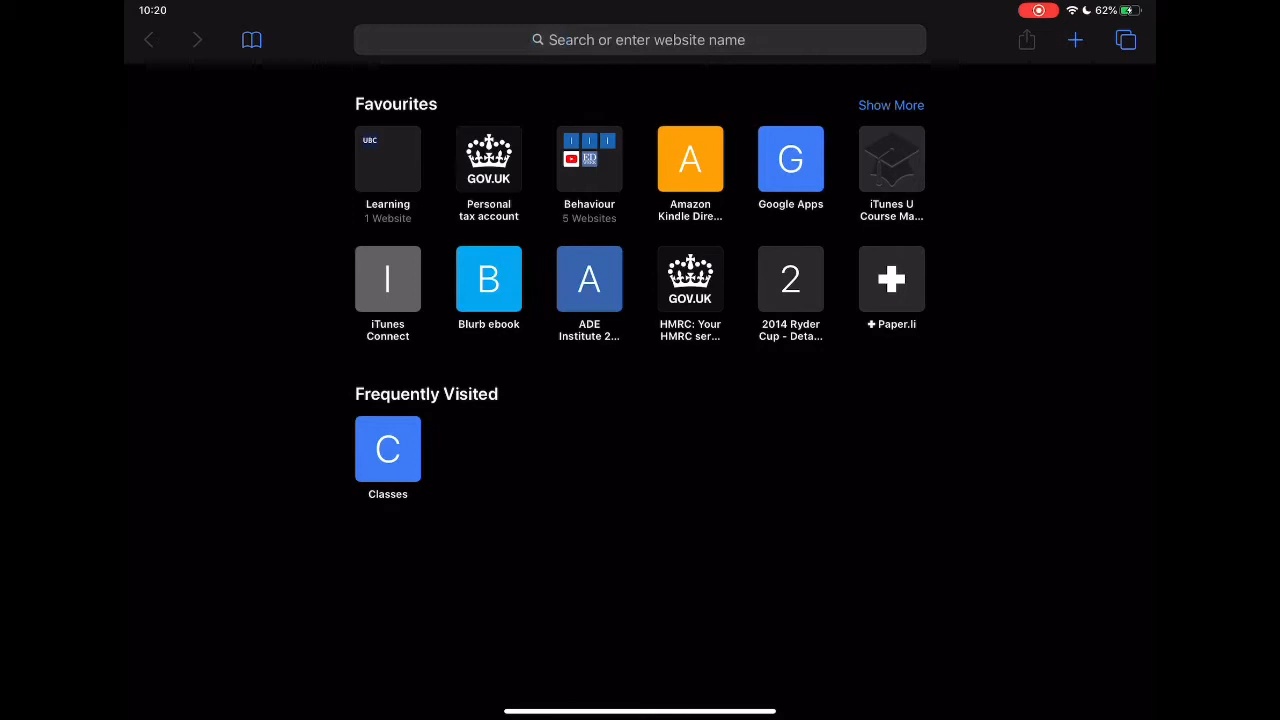 10:20
62%
Search or enter website name
Favourites
Show More
UBC
GOV.UK
I I I
ED
A
G
Learning
1 Website
Personal
tax account
Behaviour
5 Websites
Amazon
Kindle Dire...
Google Apps
iTunes U
Course Ma...
I
B
A
GOV.UK
2
iTunes
Connect
Blurb ebook
ADE
Institute 2...
HMRC: Your
HMRC ser...
2014 Ryder
Cup - Deta...
✚ Paper.li
Frequently Visited
C
Classes